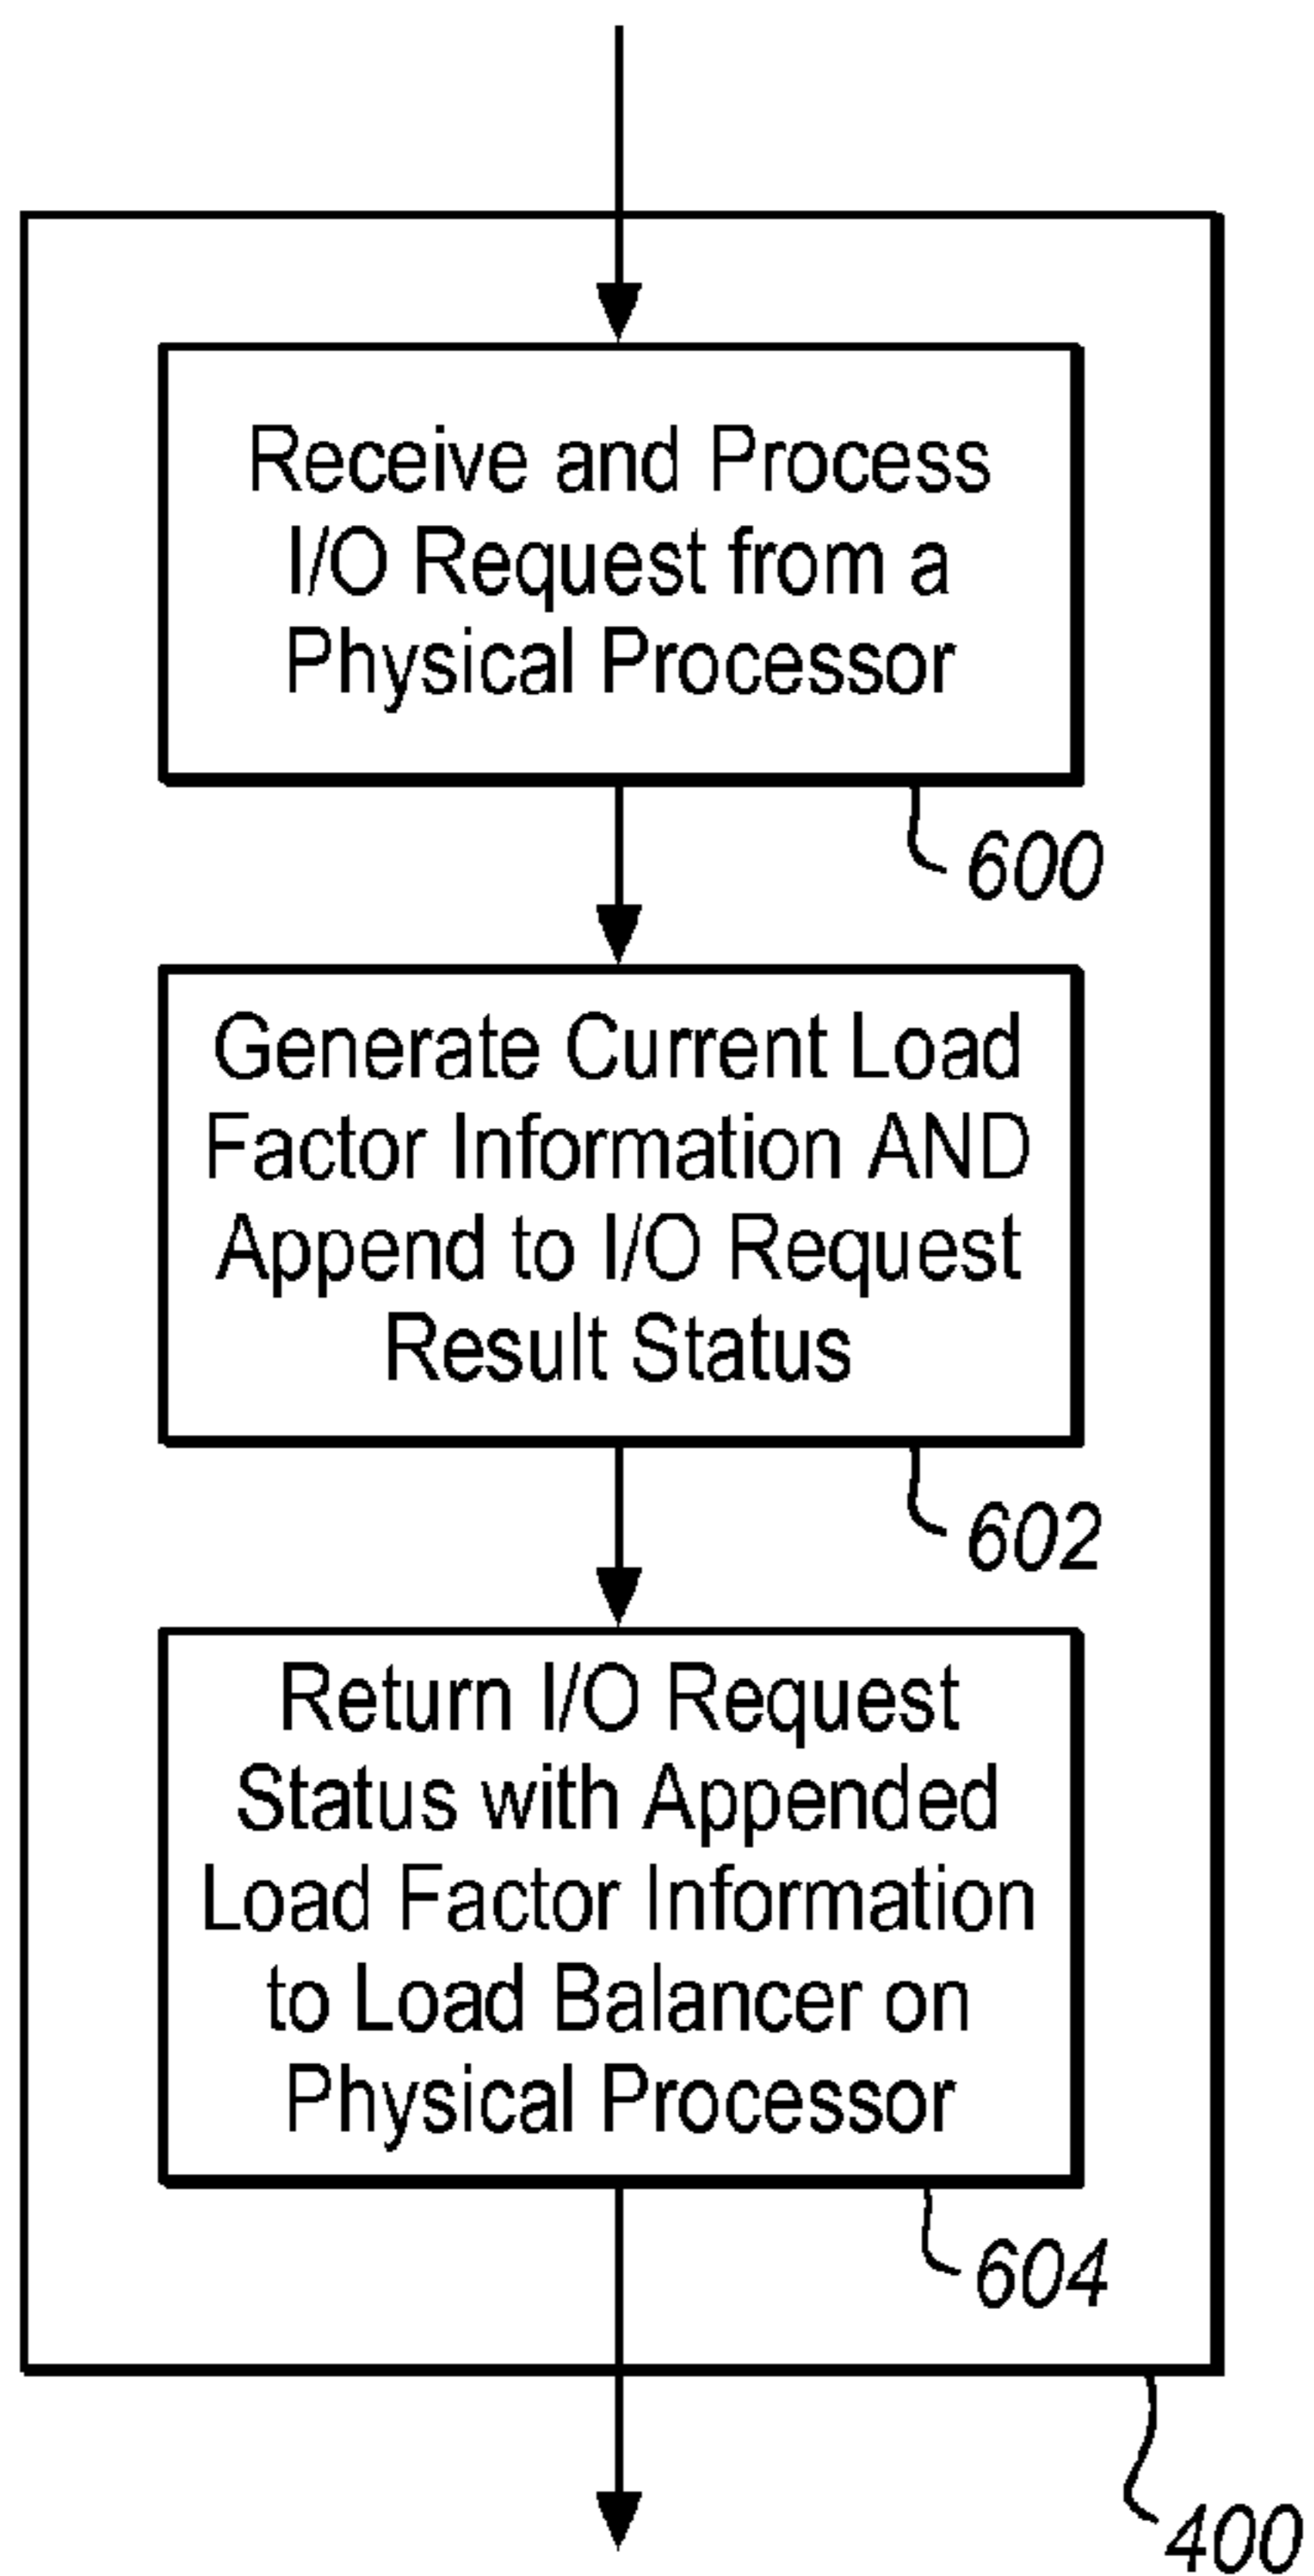 Receive and Process
I/O Request from a
Physical Processor
600
Generate Current Load
Factor Information AND
Append to I/O Request
Result Status
602
Return I/O Request
Status with Appended
Load Factor Information
to Load Balancer on
Physical Processor
604
400